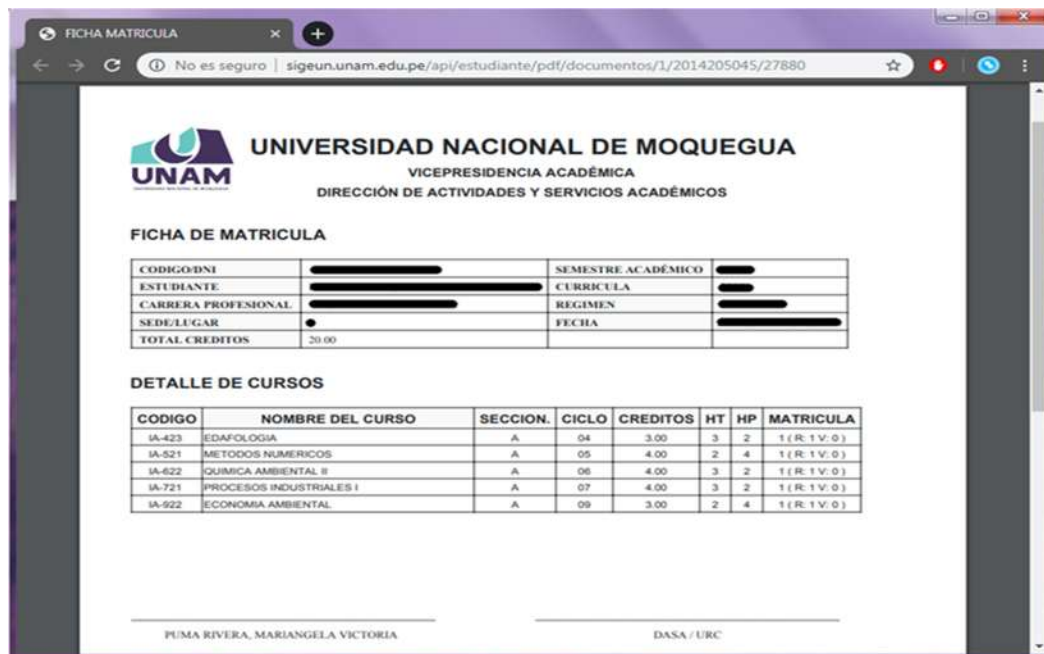 FICHA MATRICULA
No es seguro | sigeun.unam.edu.pe/api/estudiante/pdf/documentos/1/2014205045/27880
UNAM
UNIVERSIDAD NACIONAL DE MOQUEGUA
VICEPRESIDENCIA ACADÉMICA
DIRECCIÓN DE ACTIVIDADES Y SERVICIOS ACADÉMICOS
FICHA DE MATRICULA
CODIGO/DNI
SEMESTRE ACADÉMICO
ESTUDIANTE
CURRICULA
CARRERA PROFESIONAL
REGIMEN
SEDE/LUGAR
FECHA
TOTAL CREDITOS 20.00
DETALLE DE CURSOS
CODIGO NOMBRE DEL CURSO SECCION. CICLO CREDITOS HT HP MATRICULA
IA-423 EDAFOLOGIA A 04 3.00 3 2 1 ( R: 1 V: 0 )
IA-521 METODOS NUMERICOS A 05 4.00 2 4 1 ( R: 1 V: 0 )
IA-622 QUIMICA AMBIENTAL II A 06 4.00 3 2 1 ( R: 1 V: 0 )
IA-721 PROCESOS INDUSTRIALES I A 07 4.00 3 2 1 ( R: 1 V: 0 )
IA-922 ECONOMIA AMBIENTAL A 09 3.00 2 4 1 ( R: 1 V: 0 )
PUMA RIVERA, MARIANGELA VICTORIA
DASA / URC